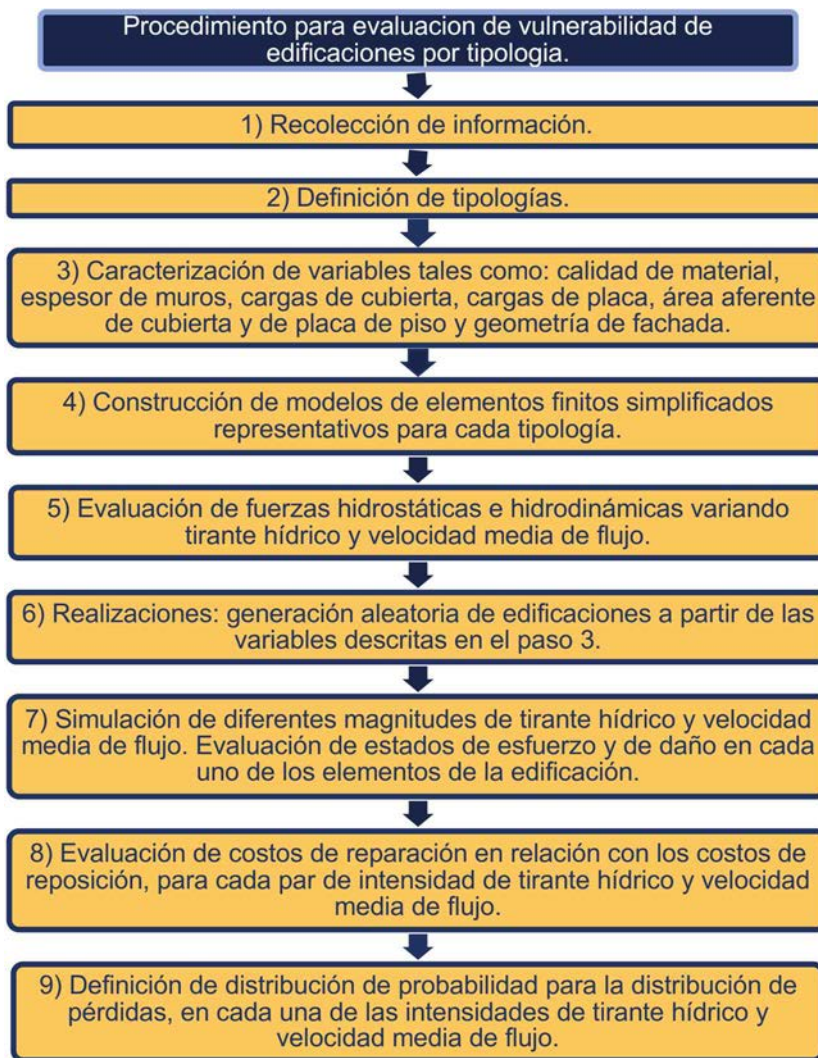 Procedimiento para evaluacion de vulnerabilidad de
edificaciones por tipologia.
1) Recolección de información.
2) Definición de tipologías.
3) Caracterización de variables tales como: calidad de material,
espesor de muros, cargas de cubierta, cargas de placa, área aferente
de cubierta y de placa de piso y geometría de fachada.
4) Construcción de modelos de elementos finitos simplificados
representativos para cada tipología.
5) Evaluación de fuerzas hidrostáticas e hidrodinámicas variando
tirante hídrico y velocidad media de flujo.
6) Realizaciones: generación aleatoria de edificaciones a partir de las
variables descritas en el paso 3.
7) Simulación de diferentes magnitudes de tirante hídrico y velocidad
media de flujo. Evaluación de estados de esfuerzo y de daño en cada
uno de los elementos de la edificación.
8) Evaluación de costos de reparación en relación con los costos de
reposición, para cada par de intensidad de tirante hídrico y velocidad
media de flujo.
9) Definición de distribución de probabilidad para la distribución de
pérdidas, en cada una de las intensidades de tirante hídrico y
velocidad media de flujo.